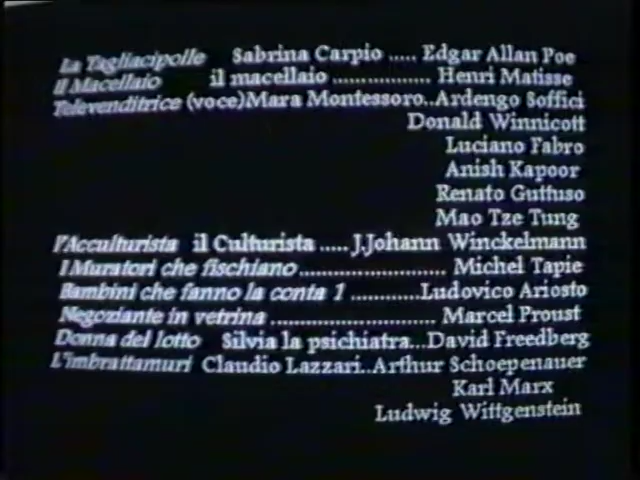 La Tagliacipolle Sabrina Carpio ..... Edgar Allan Poe
Il Macellaio il macellaio ................. Henri Matisse
Televenditrice (voce)Mara Montessoro..Ardengo Soffici
Donald Winnicott
Luciano Fabro
Anish Kapoor
Renato Guttuso
Mao Tze Tung
l'Acculturista il Culturista ..... J.Johann Winckelmann
I Muratori che fischiano......................... Michel Tapie
Bambini che fanno la conta 1 ............Ludovico Ariosto
Negoziante in vetrina ............................ Marcel Proust
Donna del lotto Silvia la psichiatra...David Freedberg
L'imbrattamuri Claudio Lazzari..Arthur Schoepenauer
Karl Marx
Ludwig Wittgenstein